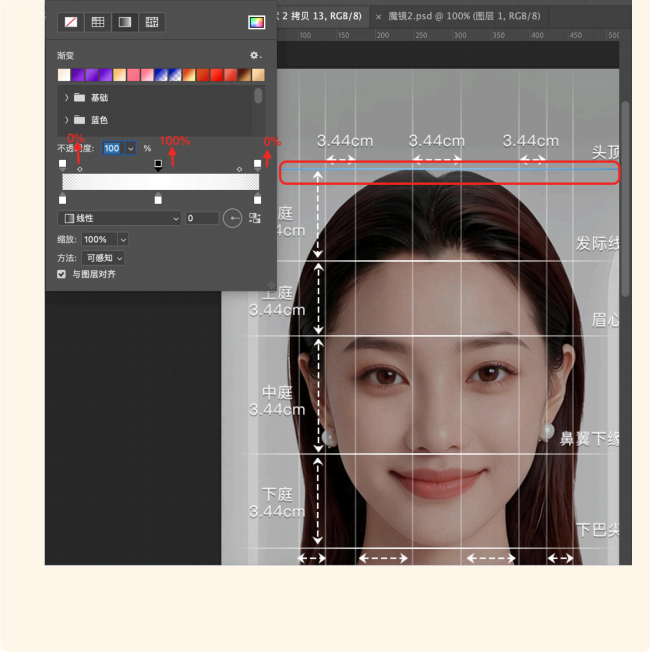 2 拷贝 13, RGB/8)
× 魔镜2.psd @ 100% (图层 1, RGB/8)
100 150 200 250 300 350 400 450 500
渐变
基础
蓝色
0%
100%
0%
不透明度: 100 %
线性 0
缩放: 100%
方法: 可感知
与图层对齐
3.44cm 3.44cm 3.44cm
头顶
庭
4cm
发际线
上庭
3.44cm
眉心
中庭
3.44cm
鼻翼下缘
下庭
3.44cm
下巴尖